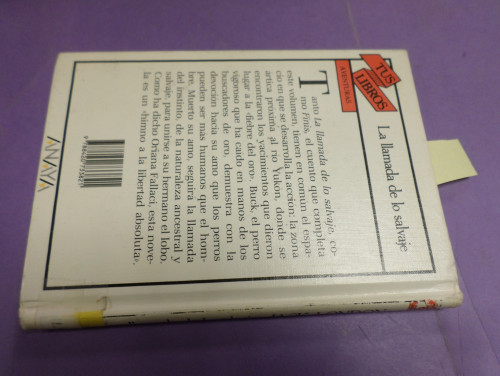 TUS
LIBROS
AVENTURAS
La llamada de lo salvaje
Tanto La llamada de lo salvaje, co-
mo Finis, el cuento que completa
este volumen, tienen en común el espa-
cio en que se desarrolla la acción: la zona
ártica próxima al río Yukon, donde se
encontraron los yacimientos que dieron
lugar a la «fiebre del oro». Buck, el perro
vigoroso que ha caído en manos de los
buscadores de oro, demuestra con la
devoción hacia su amo que los perros
pueden ser más humanos que el hom-
bre. Muerto su amo, seguirá la llamada
del instinto, de la naturaleza ancestral y
salvaje, para unirse a su hermano el lobo.
Como ha dicho Oriana Fallaci, esta nove-
la es un «himno a la libertad absoluta».
ANAYA